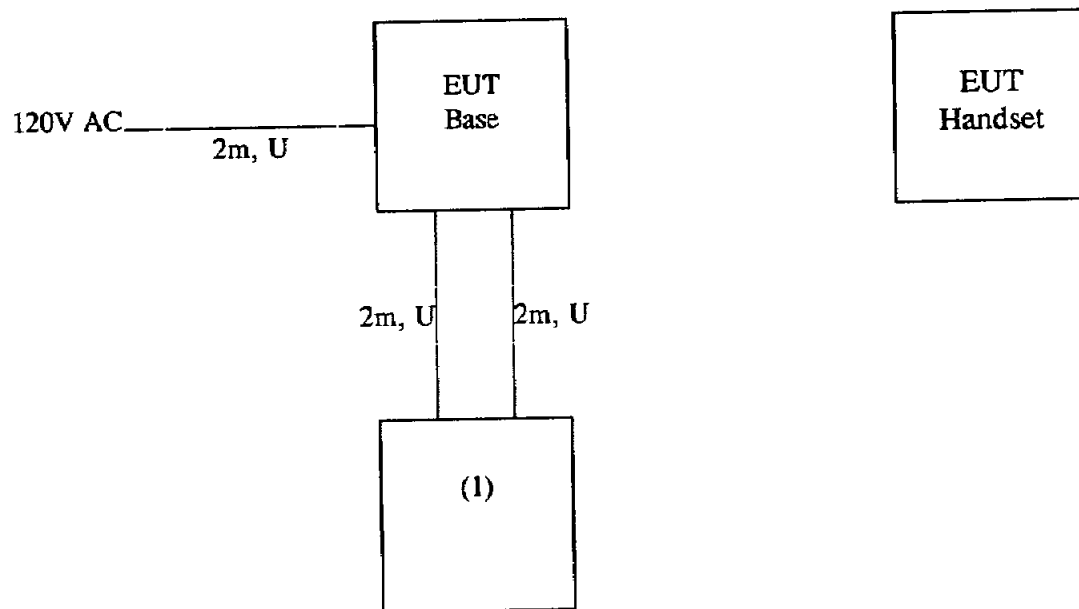 EUT
Base
EUT
Handset
120V AC
2m, U
2m, U
2m, U
(1)